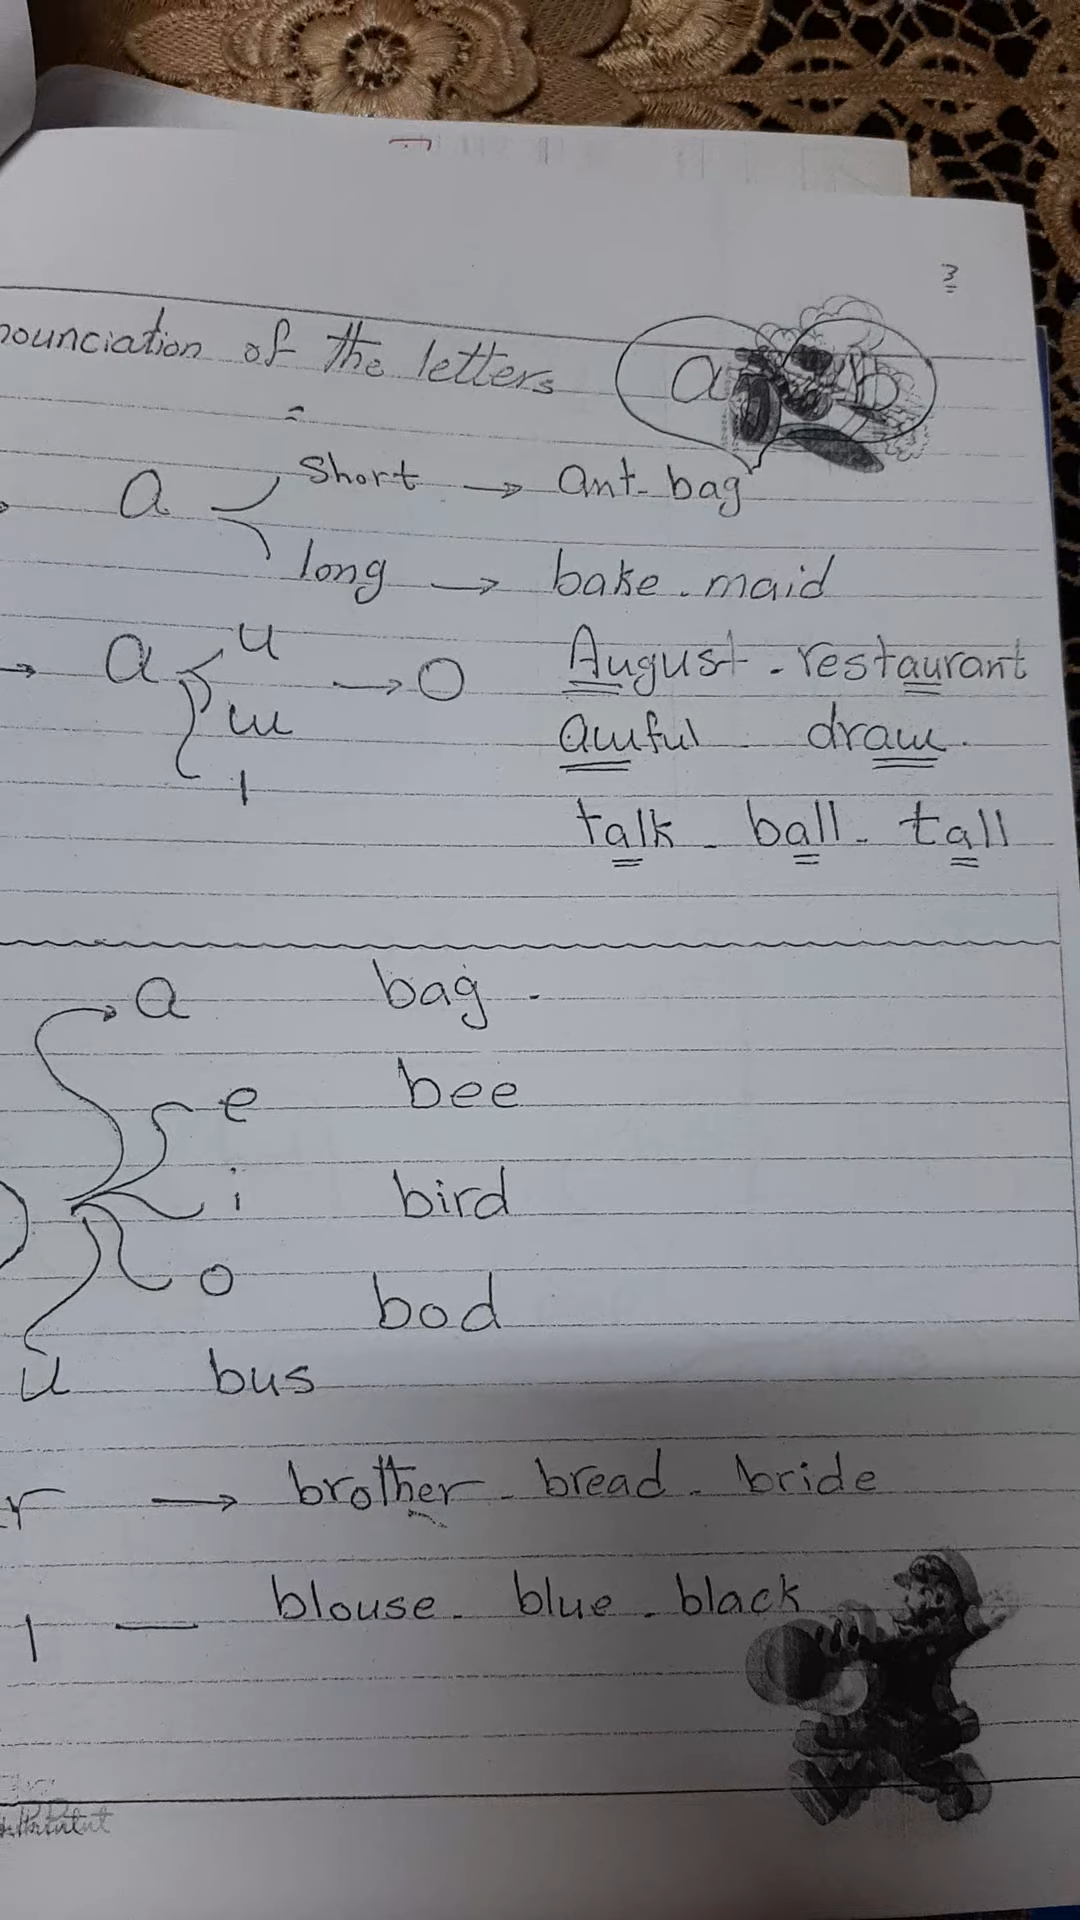 nounciation of the letters
a b
a short → ant - bag
long → bake . maid
→ a u → o August - restaurant
w awful draw.
l talk - ball - tall
a bag -
e bee
i bird
o bod
u bus
r → brother - bread - bride
l — blouse - blue - black